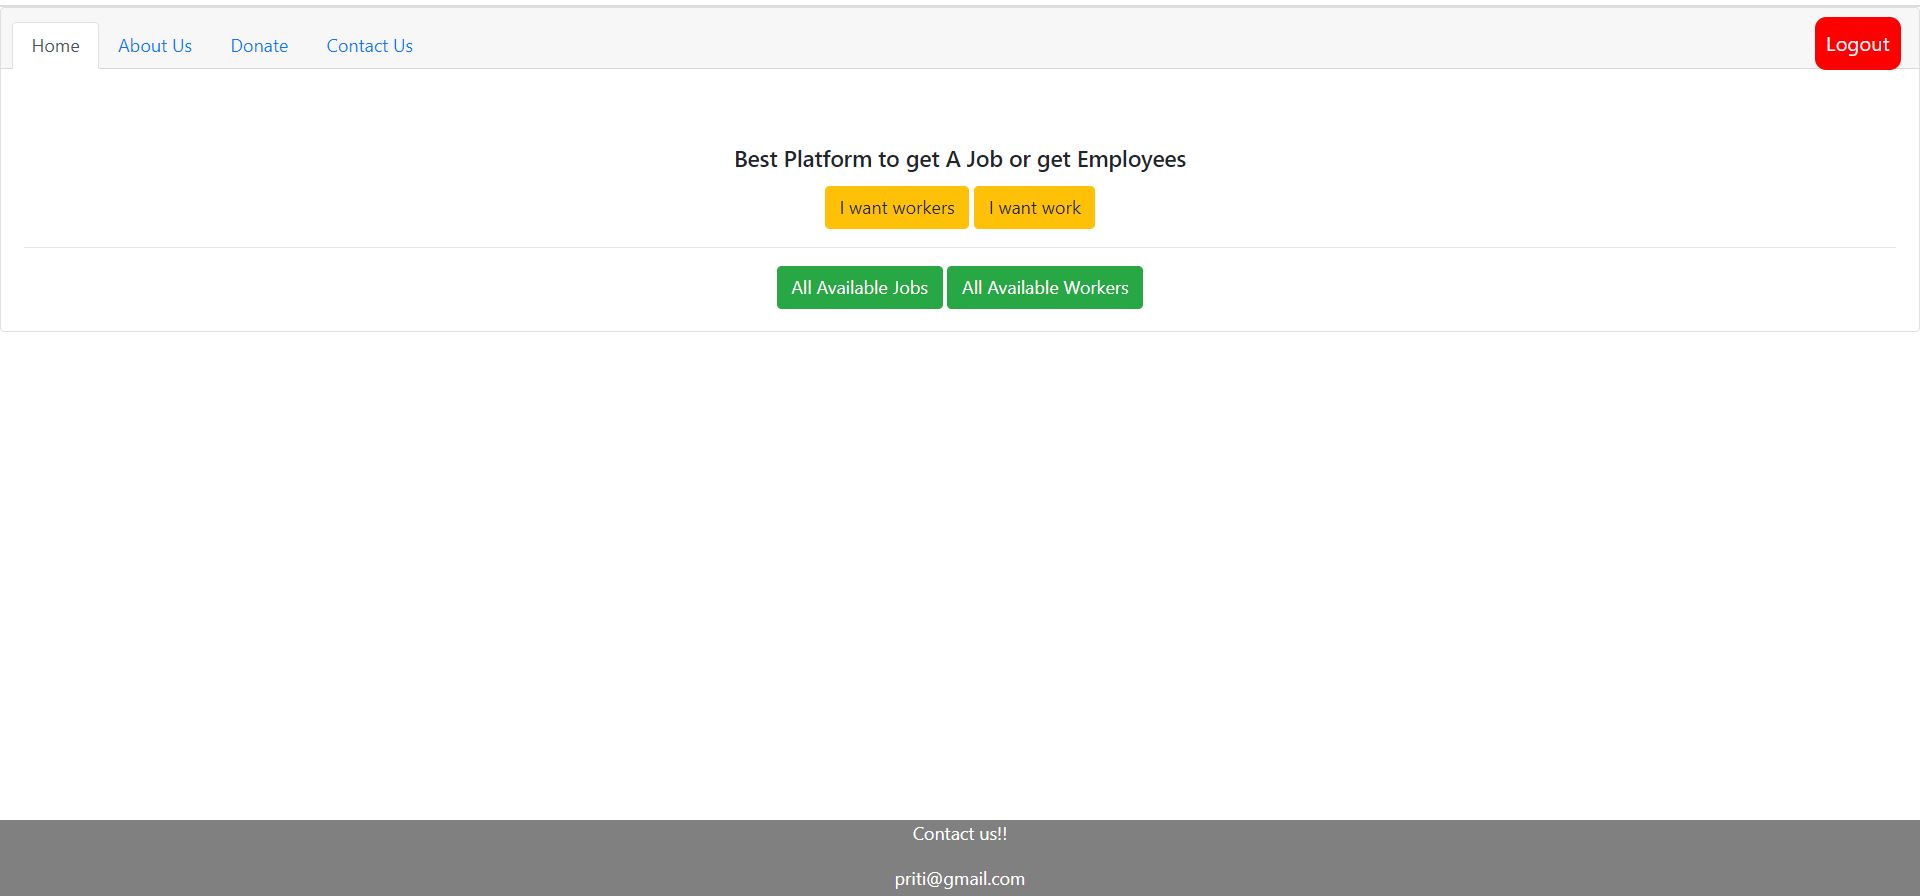 Home About Us Donate Contact Us Logout
Best Platform to get A Job or get Employees
I want workers I want work
All Available Jobs All Available Workers
Contact us!!
priti@gmail.com